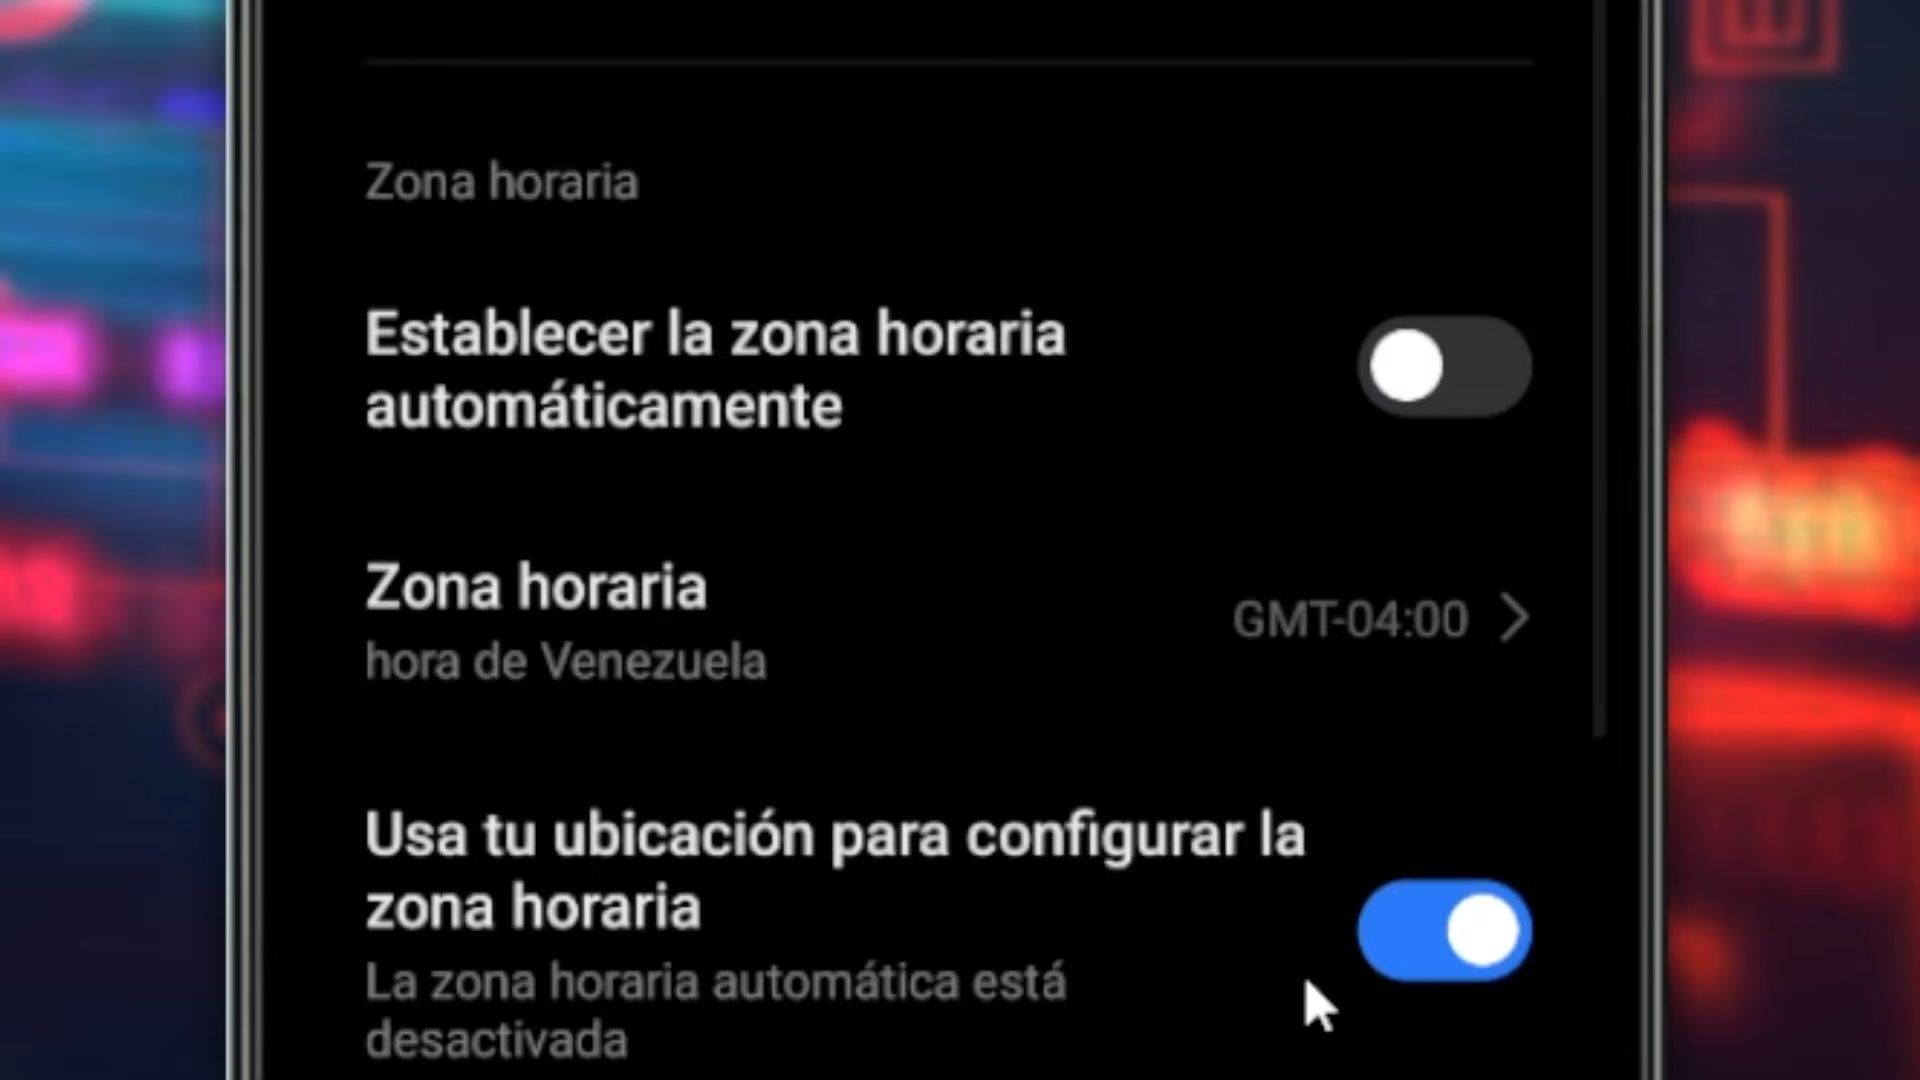 Zona horaria
Establecer la zona horaria
automáticamente
Zona horaria
hora de Venezuela
GMT-04:00
Usa tu ubicación para configurar la
zona horaria
La zona horaria automática está
desactivada